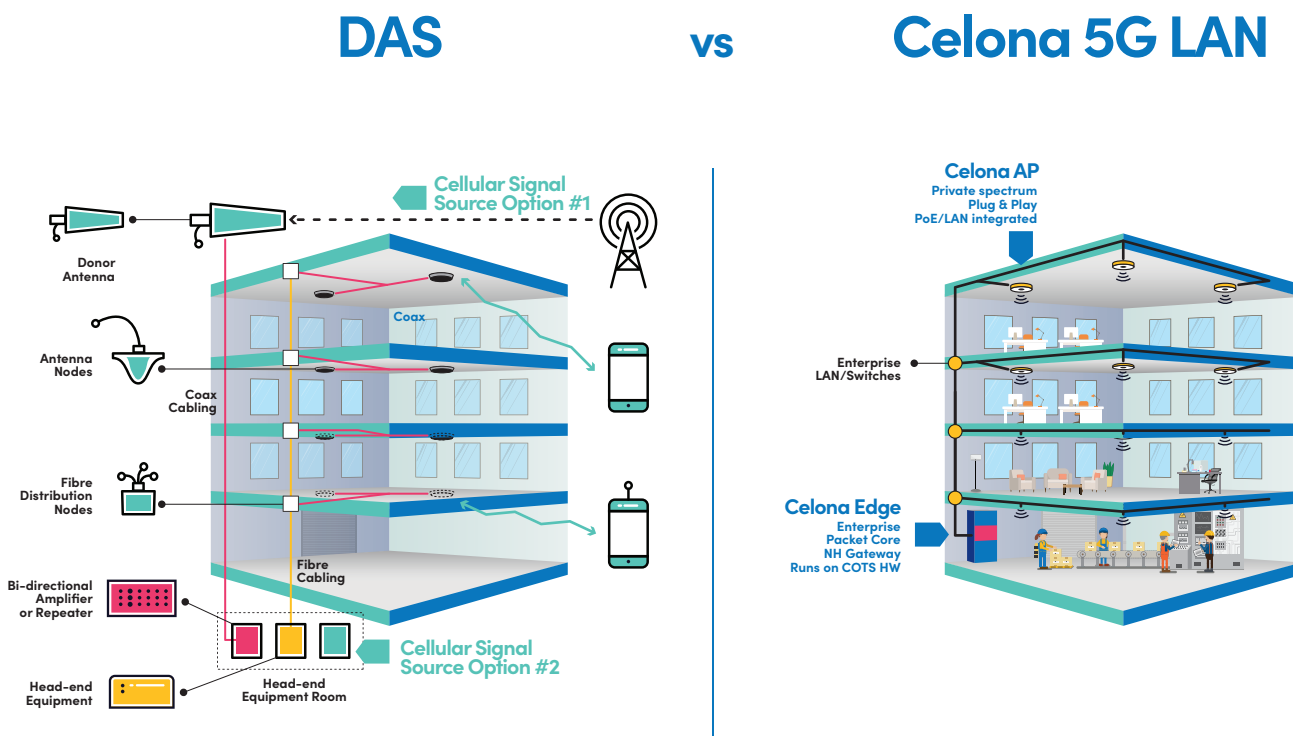 DAS
vs
Celona 5G LAN
Cellular Signal
Source Option #1
Donor
Antenna
Coax
Antenna
Nodes
Coax
Cabling
Fibre
Distribution
Nodes
Fibre
Cabling
Bi-directional
Amplifier
or Repeater
Cellular Signal
Source Option #2
Head-end
Equipment Room
Head-end
Equipment
Celona AP
Private spectrum
Plug & Play
PoE/LAN integrated
Enterprise
LAN/Switches
Celona Edge
Enterprise
Packet Core
NH Gateway
Runs on COTS HW